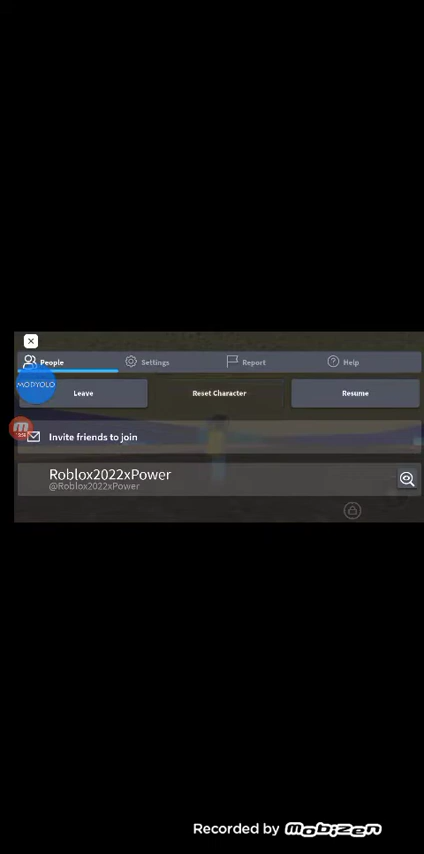 People
Settings
Report
Help
MODYOLO
Leave
Reset Character
Resume
Invite friends to join
Roblox2022xPower
@Roblox2022xPower
Recorded by mobizen